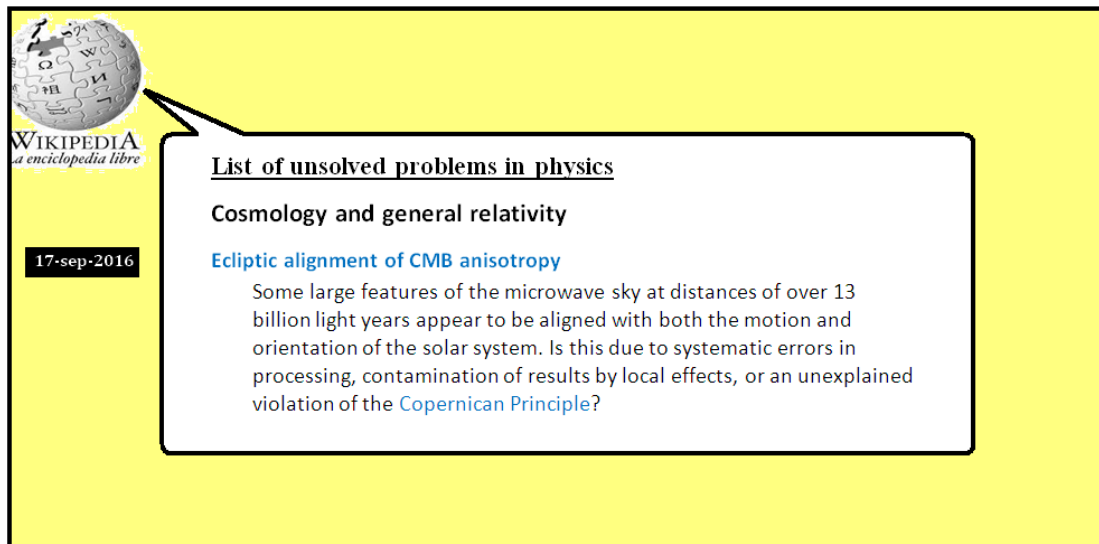 WIKIPEDIA
La enciclopedia libre
List of unsolved problems in physics
Cosmology and general relativity
17-sep-2016
Ecliptic alignment of CMB anisotropy
Some large features of the microwave sky at distances of over 13
billion light years appear to be aligned with both the motion and
orientation of the solar system. Is this due to systematic errors in
processing, contamination of results by local effects, or an unexplained
violation of the Copernican Principle?